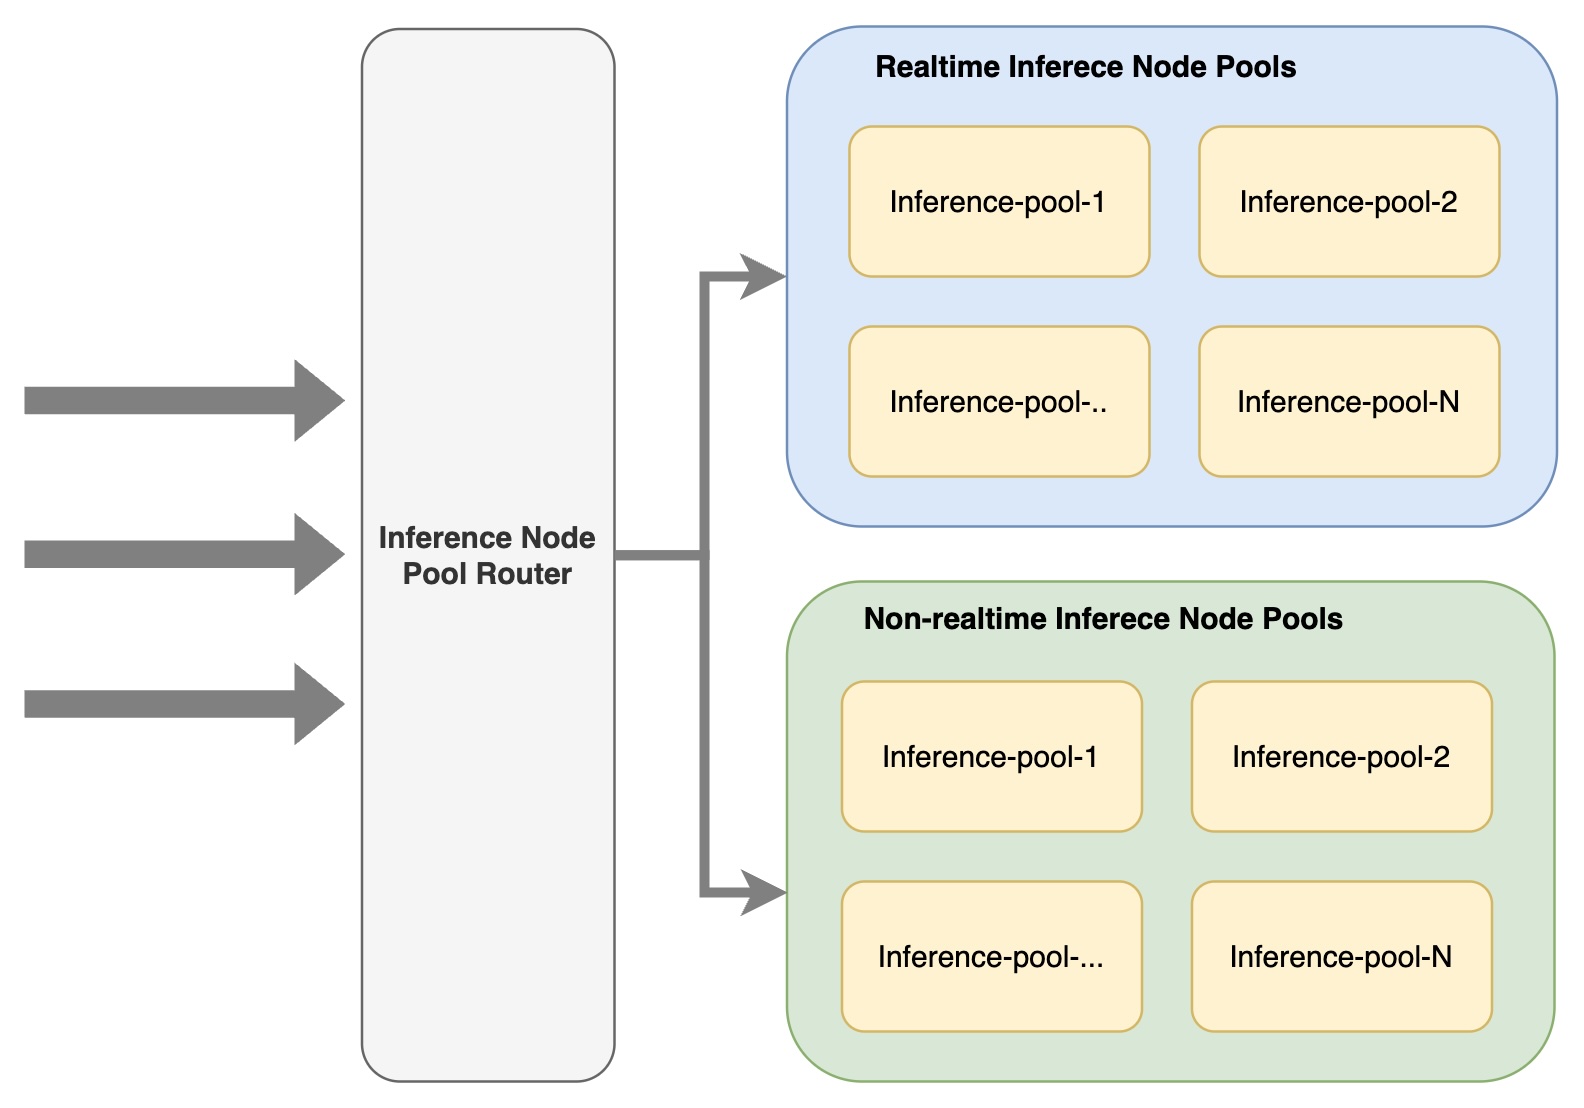 Inference Node
Pool Router
Realtime Inferece Node Pools
Inference-pool-1
Inference-pool-2
Inference-pool-..
Inference-pool-N
Non-realtime Inferece Node Pools
Inference-pool-1
Inference-pool-2
Inference-pool-...
Inference-pool-N